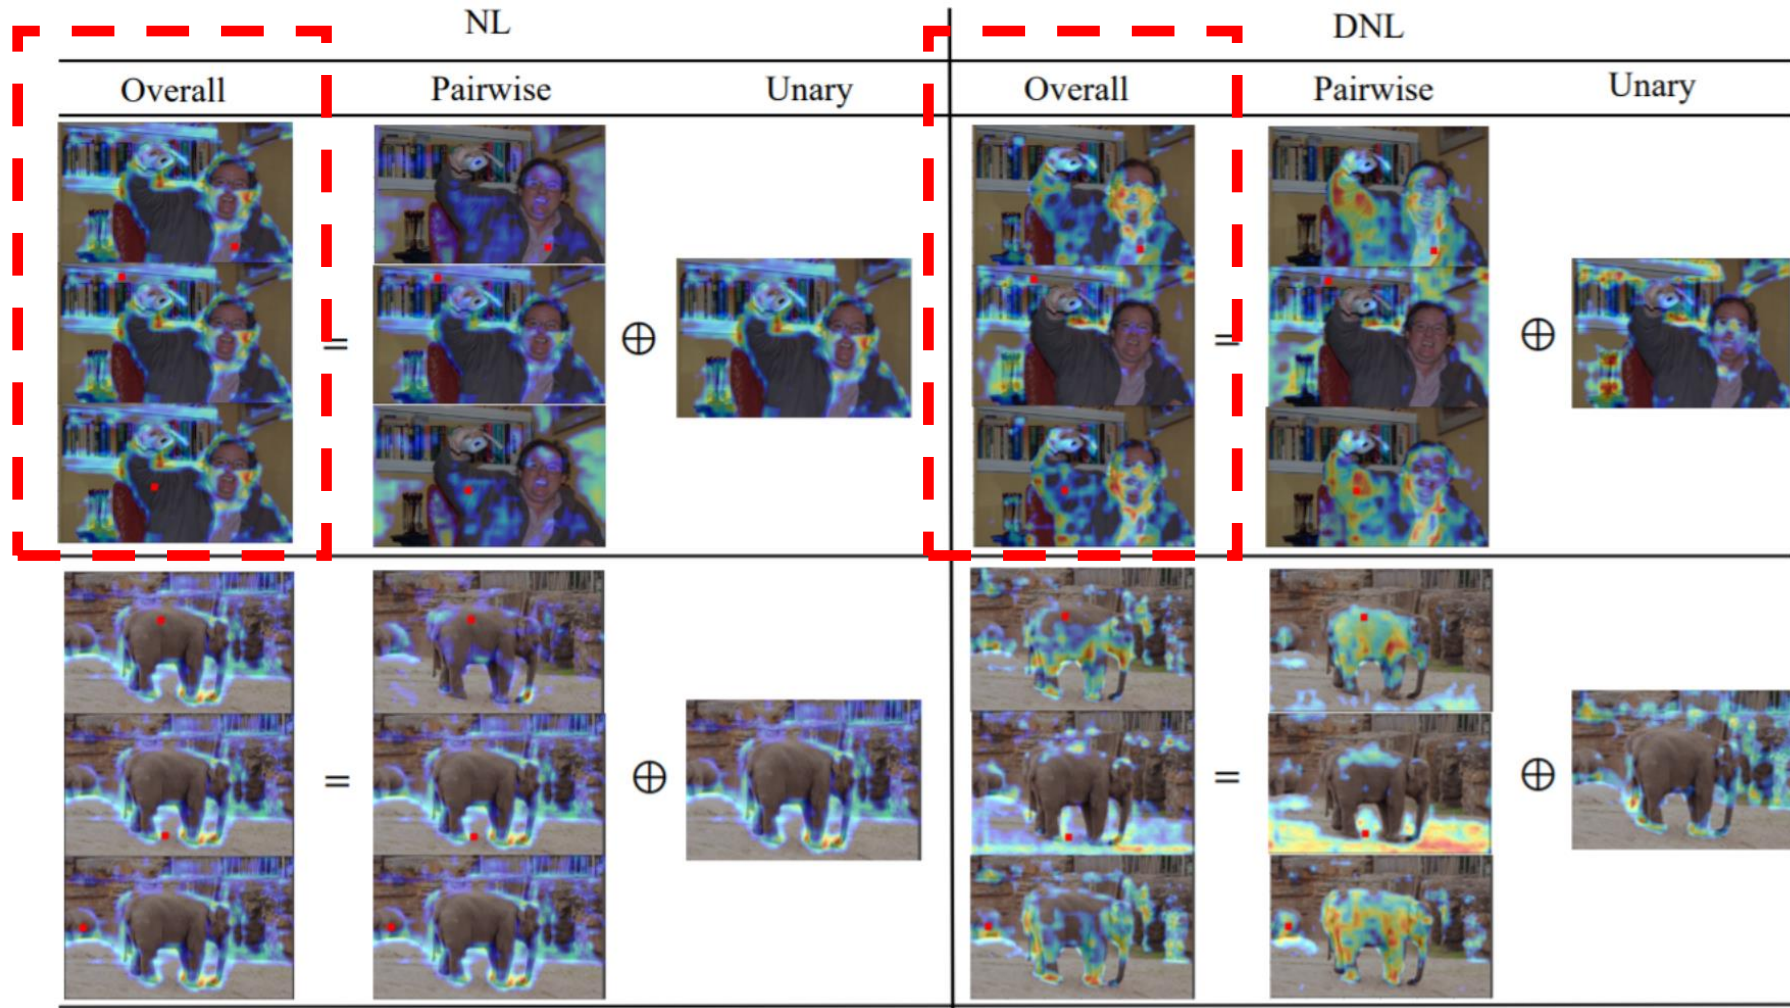 NL DNL
Overall Pairwise Unary Overall Pairwise Unary
= ⊕ = ⊕
= ⊕ = ⊕